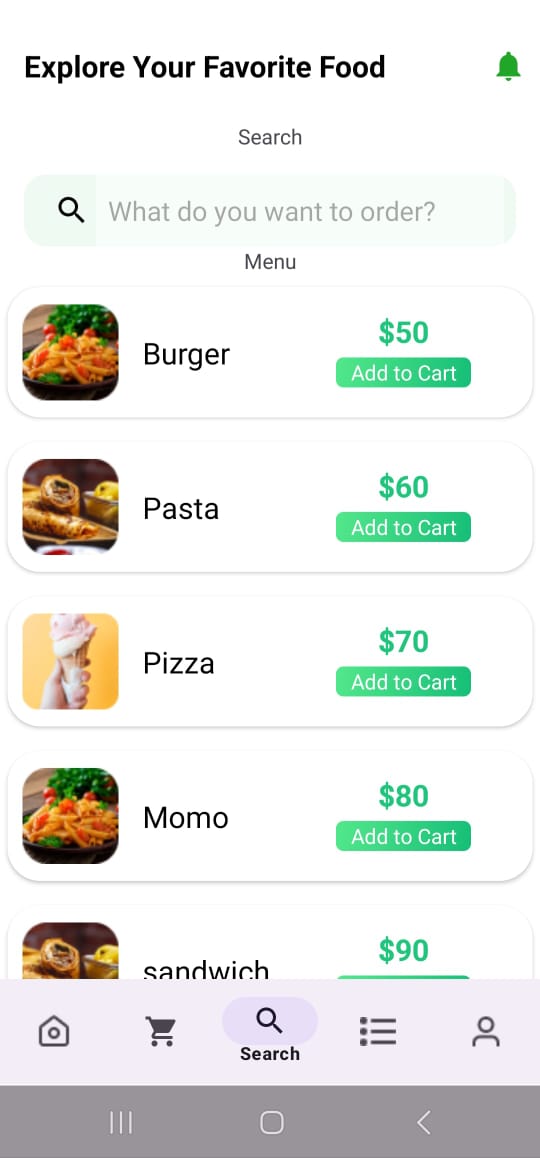 Explore Your Favorite Food
Search
What do you want to order?
Menu
Burger
$50
Add to Cart
Pasta
$60
Add to Cart
Pizza
$70
Add to Cart
Momo
$80
Add to Cart
sandwich
$90
Search